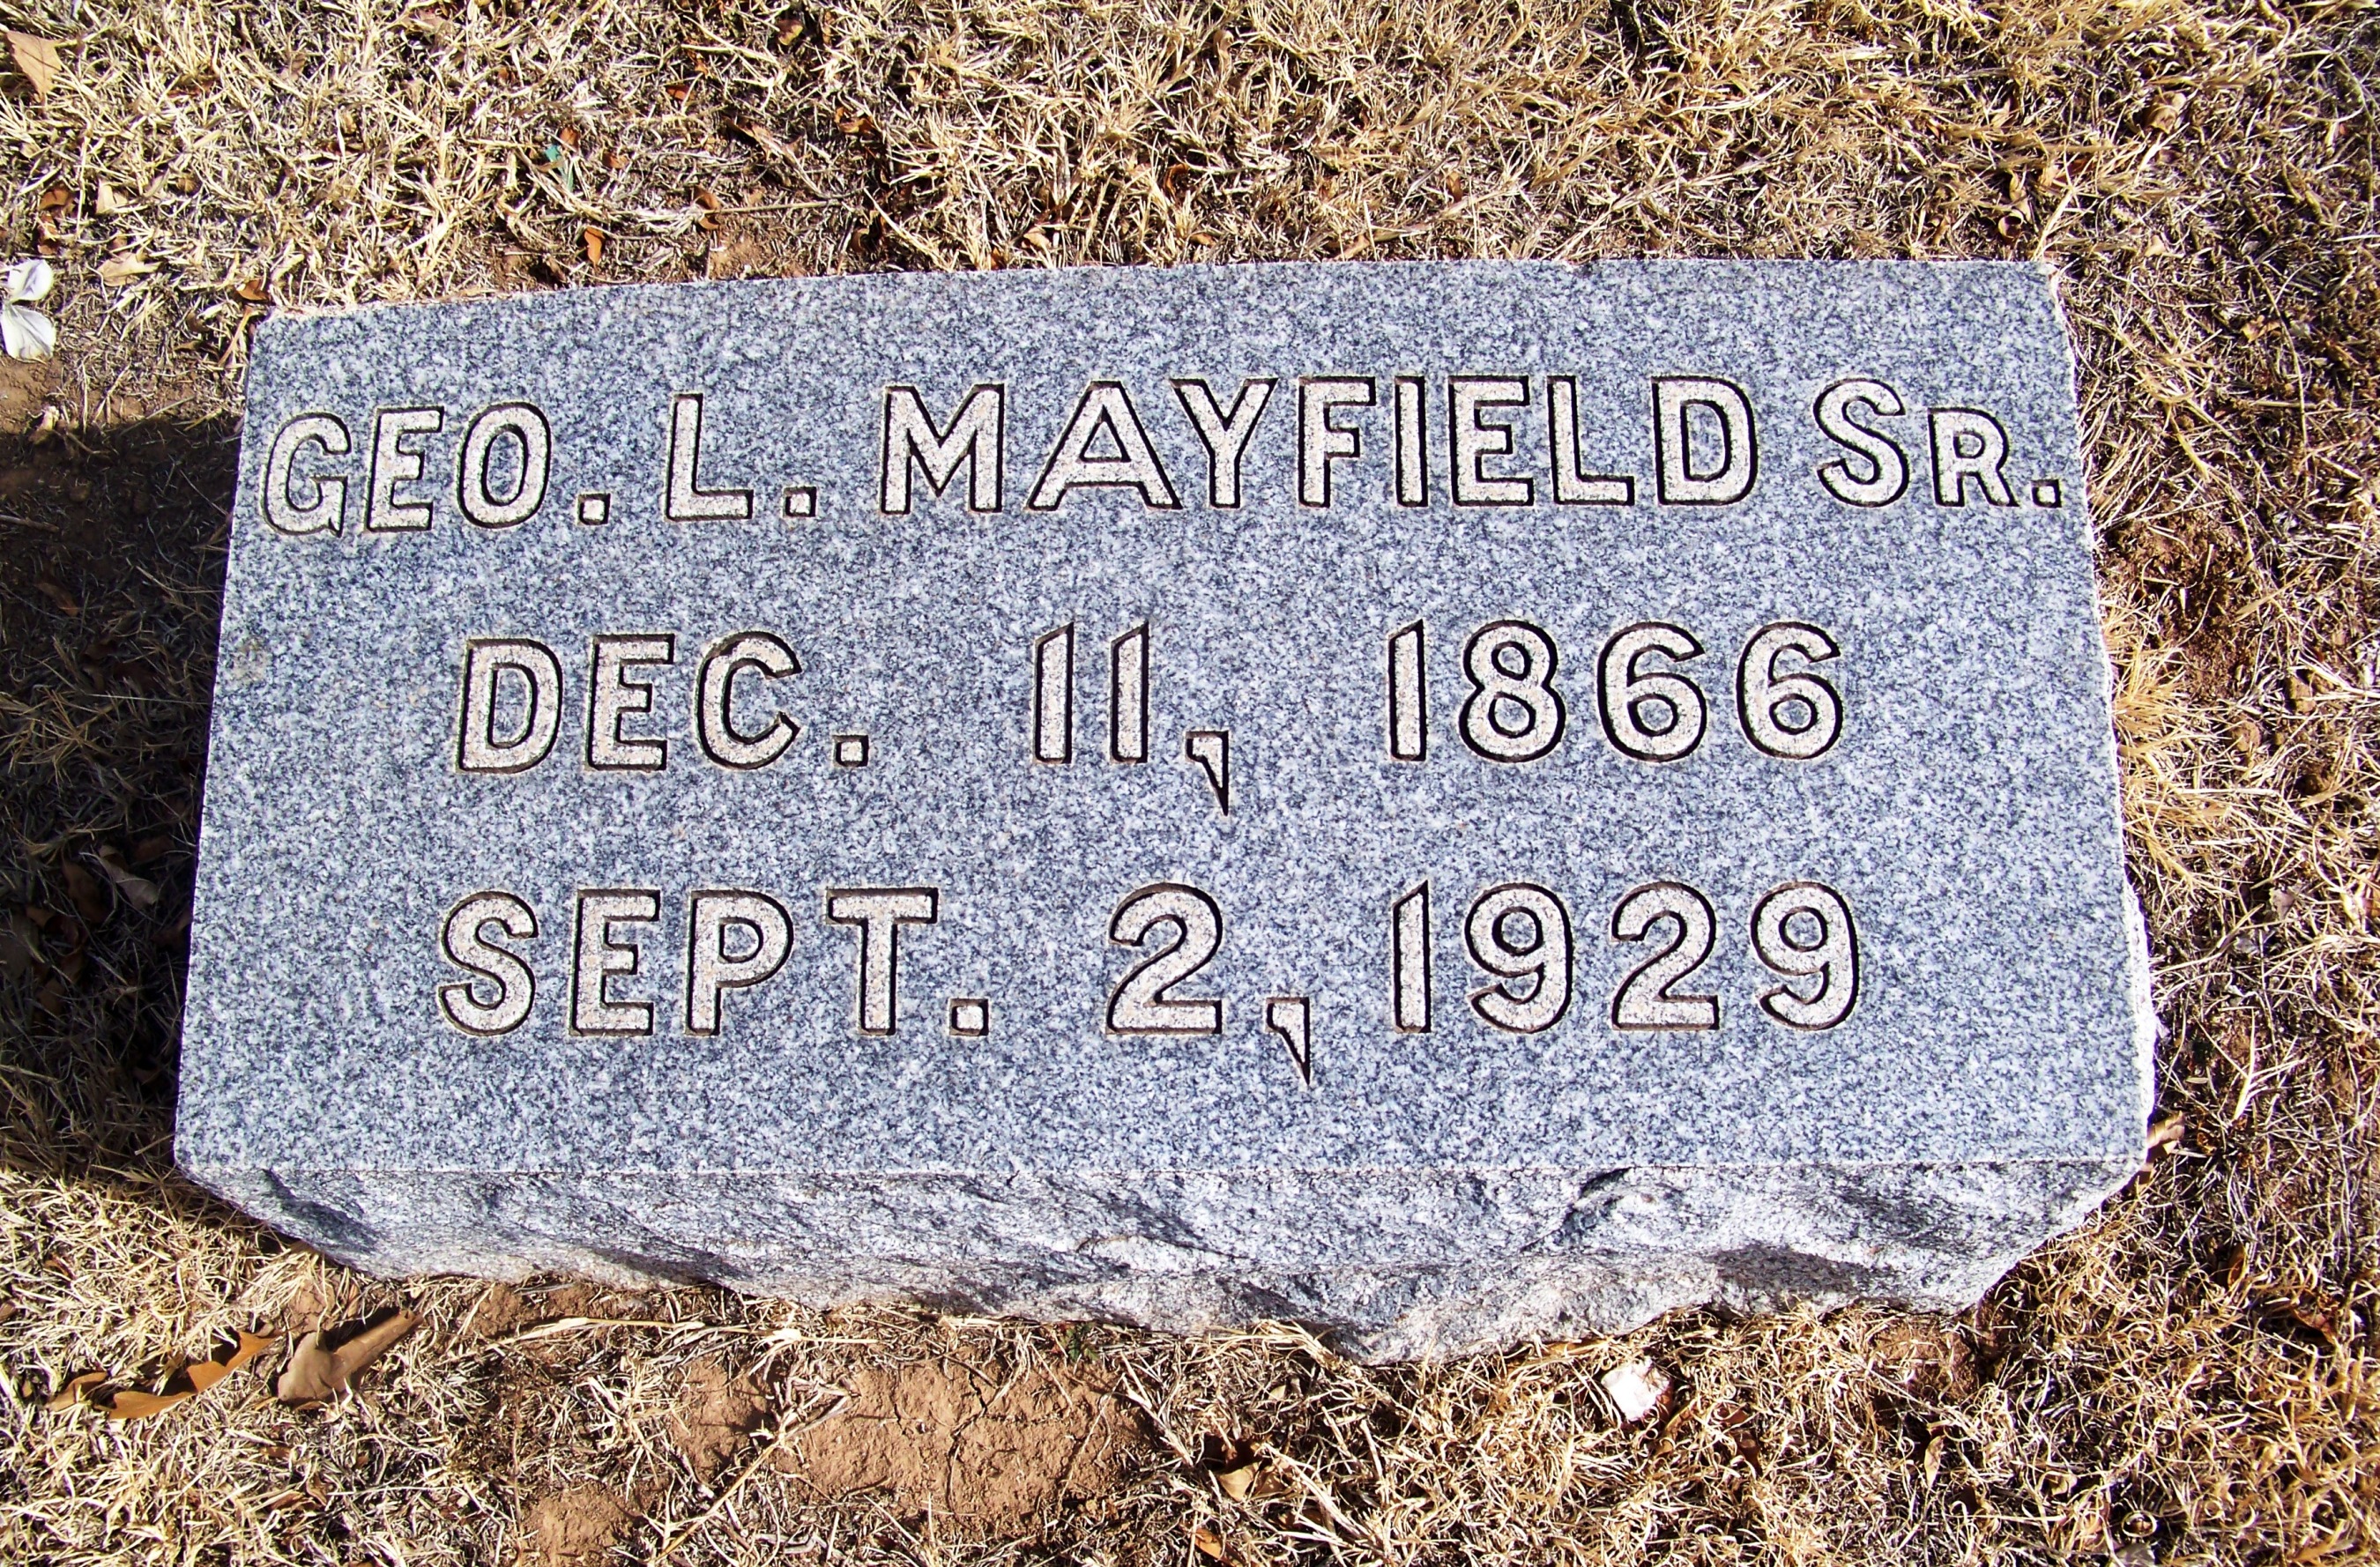 GEO. L. MAYFIELD SR.
DEC. 11, 1866
SEPT. 2, 1929